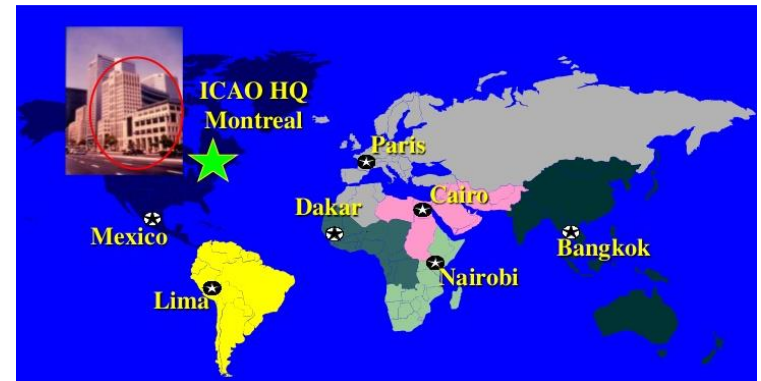 ICAO HQ
Montreal
Paris
Cairo
Dakar
Mexico
Bangkok
Nairobi
Lima